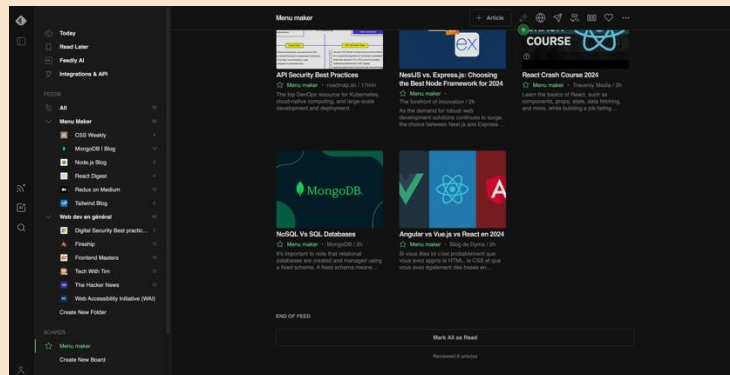 Menu maker
+ Article
Today
Read Later
Feedly AI
Integrations & API
FEEDS
All
Menu Maker
CSS Weekly
MongoDB | Blog
Node.js Blog
React Digest
Redux on Medium
Tailwind Blog
Web dev en général
Digital Security Best practic...
Fireship
Frontend Masters
Tech With Tim
The Hacker News
Web Accessibility Initiative (WAI)
Create New Folder
BOARDS
Menu maker
Create New Board
API Security Best Practices
Menu maker • roadmap.sh / 17min
The top DevOps resource for Kubernetes,
cloud-native computing, and large-scale
development and deployment.
ex
NestJS vs. Express.js: Choosing
the Best Node Framework for 2024
Menu maker •
The forefront of innovation / 2h
As the demand for robust web
development solutions continues to surge,
the choice between Nest.js and Express...
COURSE
React Crash Course 2024
Menu maker • Traversy Media / 2h
Learn the basics of React, such as
components, props, state, data fetching,
and more, while building a job listing...
MongoDB.
NoSQL Vs SQL Databases
Menu maker • MongoDB / 2h
It's important to note that relational
databases are created and managed using
a fixed schema. A fixed schema means...
Angular vs Vue.js vs React en 2024
Menu maker • Blog de Dyma / 2h
Si vous êtes ici c'est probablement que
vous avez appris le HTML, le CSS et que
vous avez également des bases en...
END OF FEED
Mark All as Read
Reviewed 6 articles